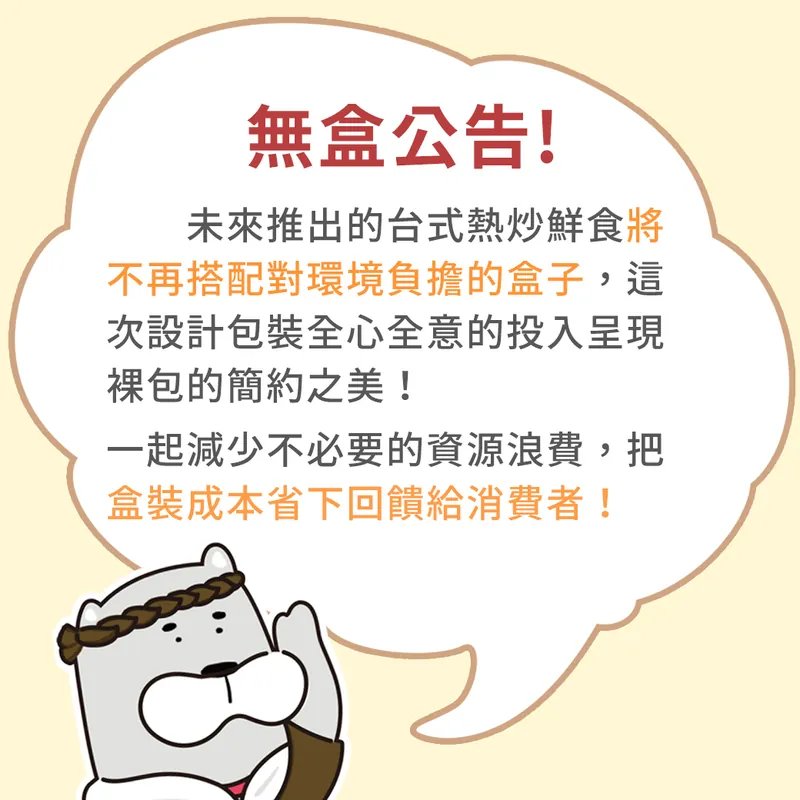 無盒公告!
未來推出的台式熱炒鮮食將
不再搭配對環境負擔的盒子，這
次設計包裝全心全意的投入呈現
裸包的簡約之美！
一起減少不必要的資源浪費，把
盒裝成本省下回饋給消費者！